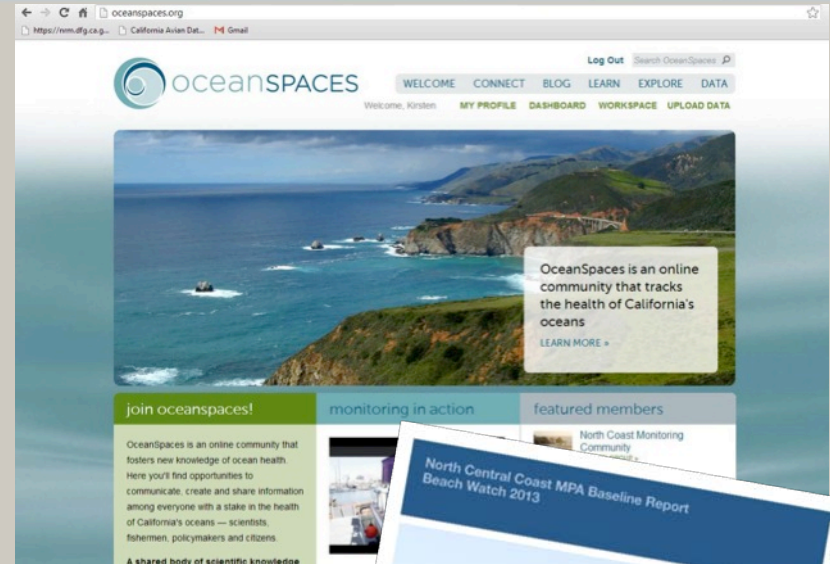 oceanspaces.org
https://nrm.dfg.ca.g...  California Avian Dat...  Gmail
Log Out  Search OceanSpaces
oceanSPACES
WELCOME  CONNECT  BLOG  LEARN  EXPLORE  DATA
Welcome, Kirsten  MY PROFILE  DASHBOARD  WORKSPACE  UPLOAD DATA
OceanSpaces is an online
community that tracks
the health of California's
oceans
LEARN MORE »
join oceanspaces!
OceanSpaces is an online community that
fosters new knowledge of ocean health.
Here you'll find opportunities to
communicate, create and share information
among everyone with a stake in the health
of California's oceans — scientists,
fishermen, policymakers and citizens.
A shared body of scientific knowledge
monitoring in action
featured members
North Coast Monitoring
Community
North Central Coast MPA Baseline Report
Beach Watch 2013